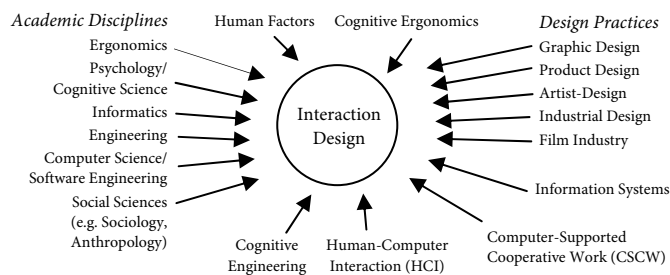 Academic Disciplines
Ergonomics
Psychology/
Cognitive Science
Informatics
Engineering
Computer Science/
Software Engineering
Social Sciences
(e.g. Sociology,
Anthropology)
Human Factors
Cognitive Ergonomics
Interaction
Design
Cognitive
Engineering
Human-Computer
Interaction (HCI)
Design Practices
Graphic Design
Product Design
Artist-Design
Industrial Design
Film Industry
Information Systems
Computer-Supported
Cooperative Work (CSCW)